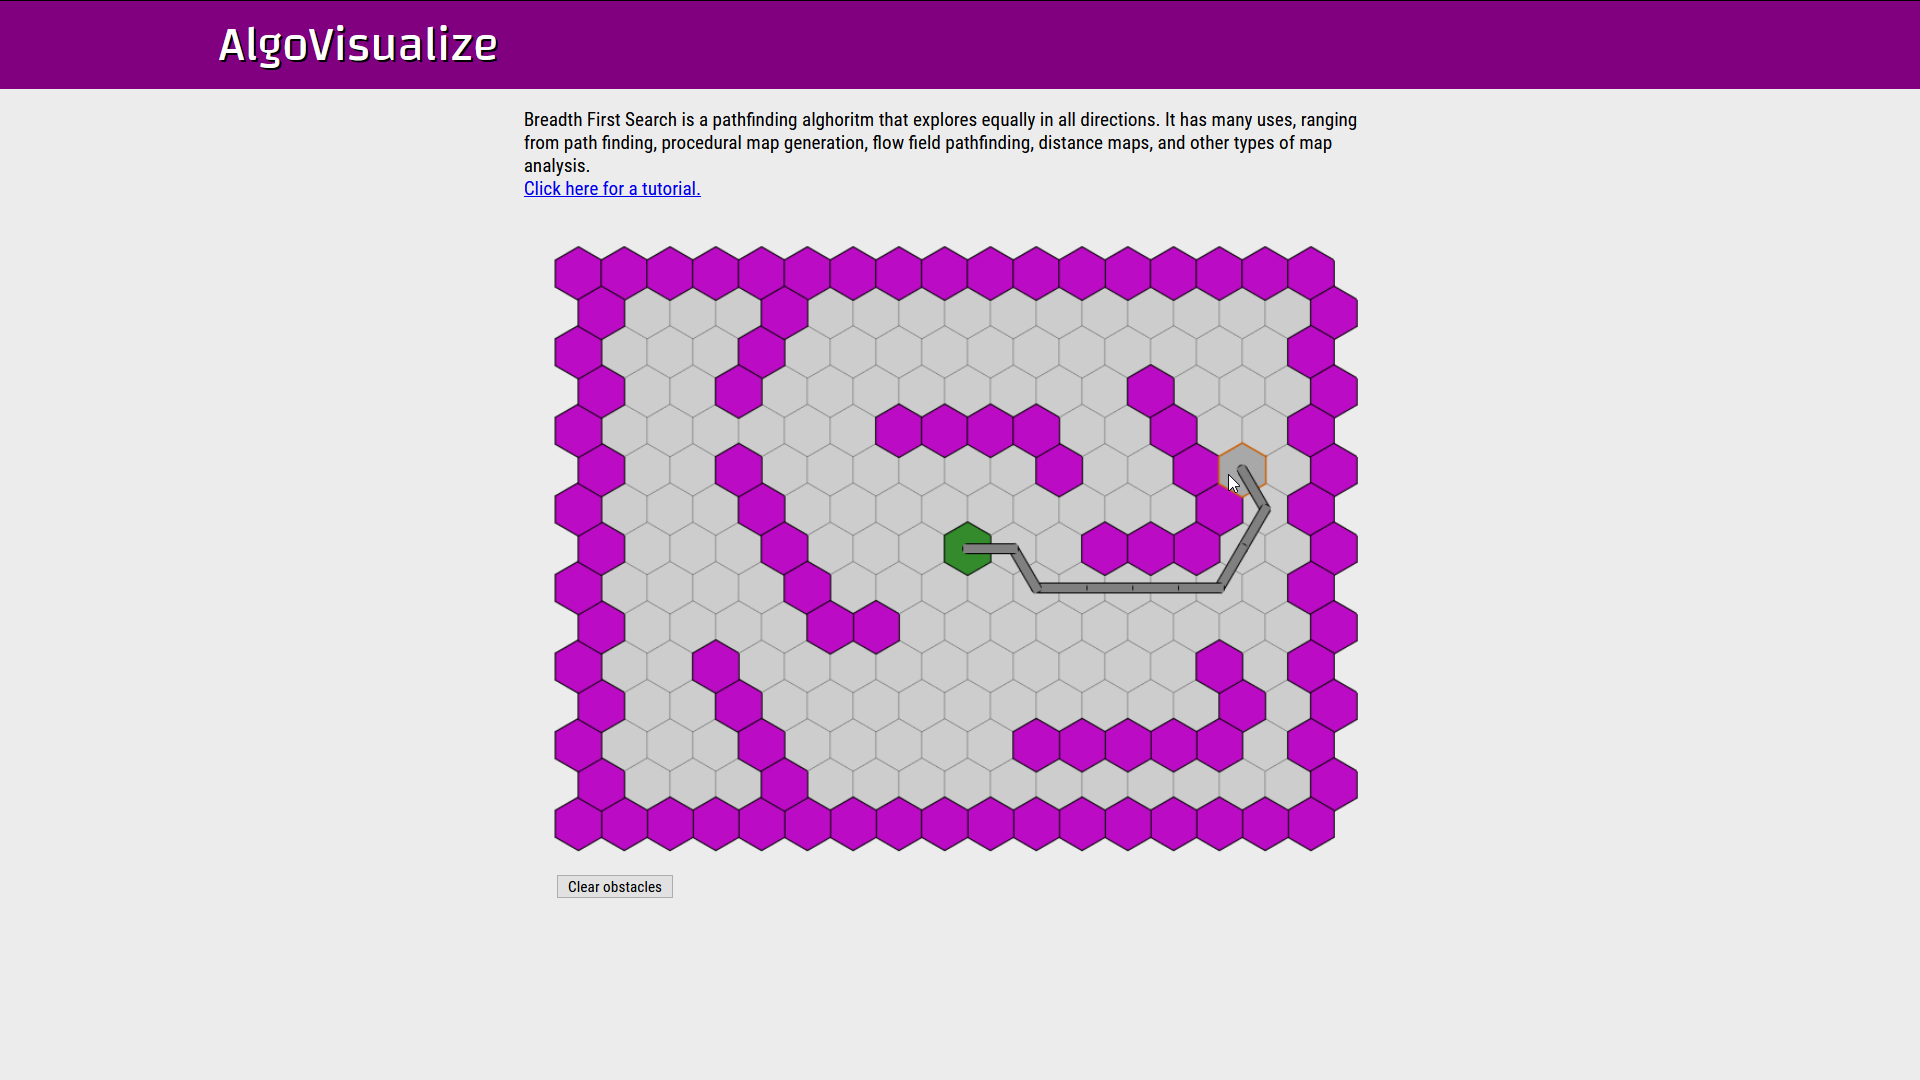 AlgoVisualize
Breadth First Search is a pathfinding alghoritm that explores equally in all directions. It has many uses, ranging
from path finding, procedural map generation, flow field pathfinding, distance maps, and other types of map
analysis.
Click here for a tutorial.
Clear obstacles